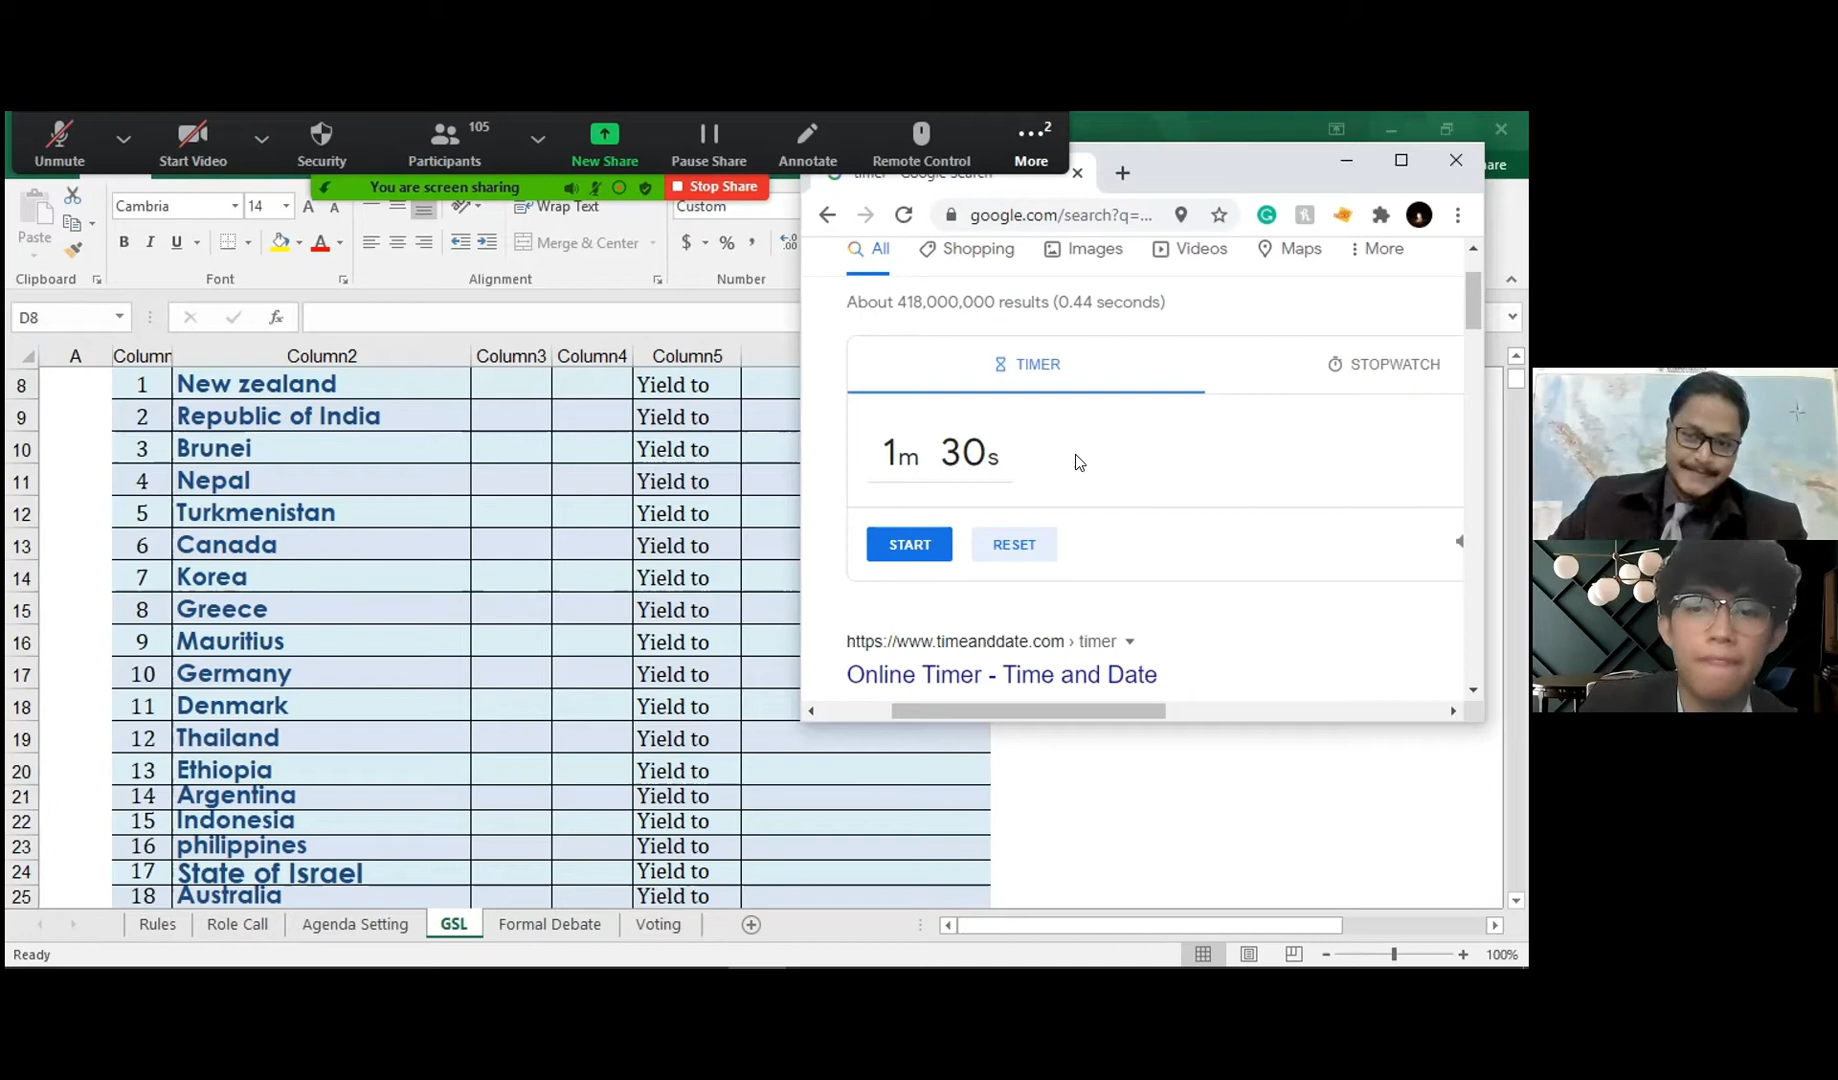 Unmute
Start Video
Security
Participants
105
New Share
Pause Share
Annotate
Remote Control
2
More
You are screen sharing
Stop Share
timer - Google Search
Paste
Cambria
14
A
A
B
I
U
A
Wrap Text
Merge & Center
Custom
$
%
Clipboard
Font
Alignment
Number
google.com/search?q=...
All
Shopping
Images
Videos
Maps
More
About 418,000,000 results (0.44 seconds)
TIMER
STOPWATCH
1m 30s
START
RESET
https://www.timeanddate.com › timer
Online Timer - Time and Date
D8
fx
A Column Column2 Column3 Column4 Column5
8 1 New zealand Yield to
9 2 Republic of India Yield to
10 3 Brunei Yield to
11 4 Nepal Yield to
12 5 Turkmenistan Yield to
13 6 Canada Yield to
14 7 Korea Yield to
15 8 Greece Yield to
16 9 Mauritius Yield to
17 10 Germany Yield to
18 11 Denmark Yield to
19 12 Thailand Yield to
20 13 Ethiopia Yield to
21 14 Argentina Yield to
22 15 Indonesia Yield to
23 16 philippines Yield to
24 17 State of Israel Yield to
25 18 Australia Yield to
Rules Role Call Agenda Setting GSL Formal Debate Voting
Ready
100%